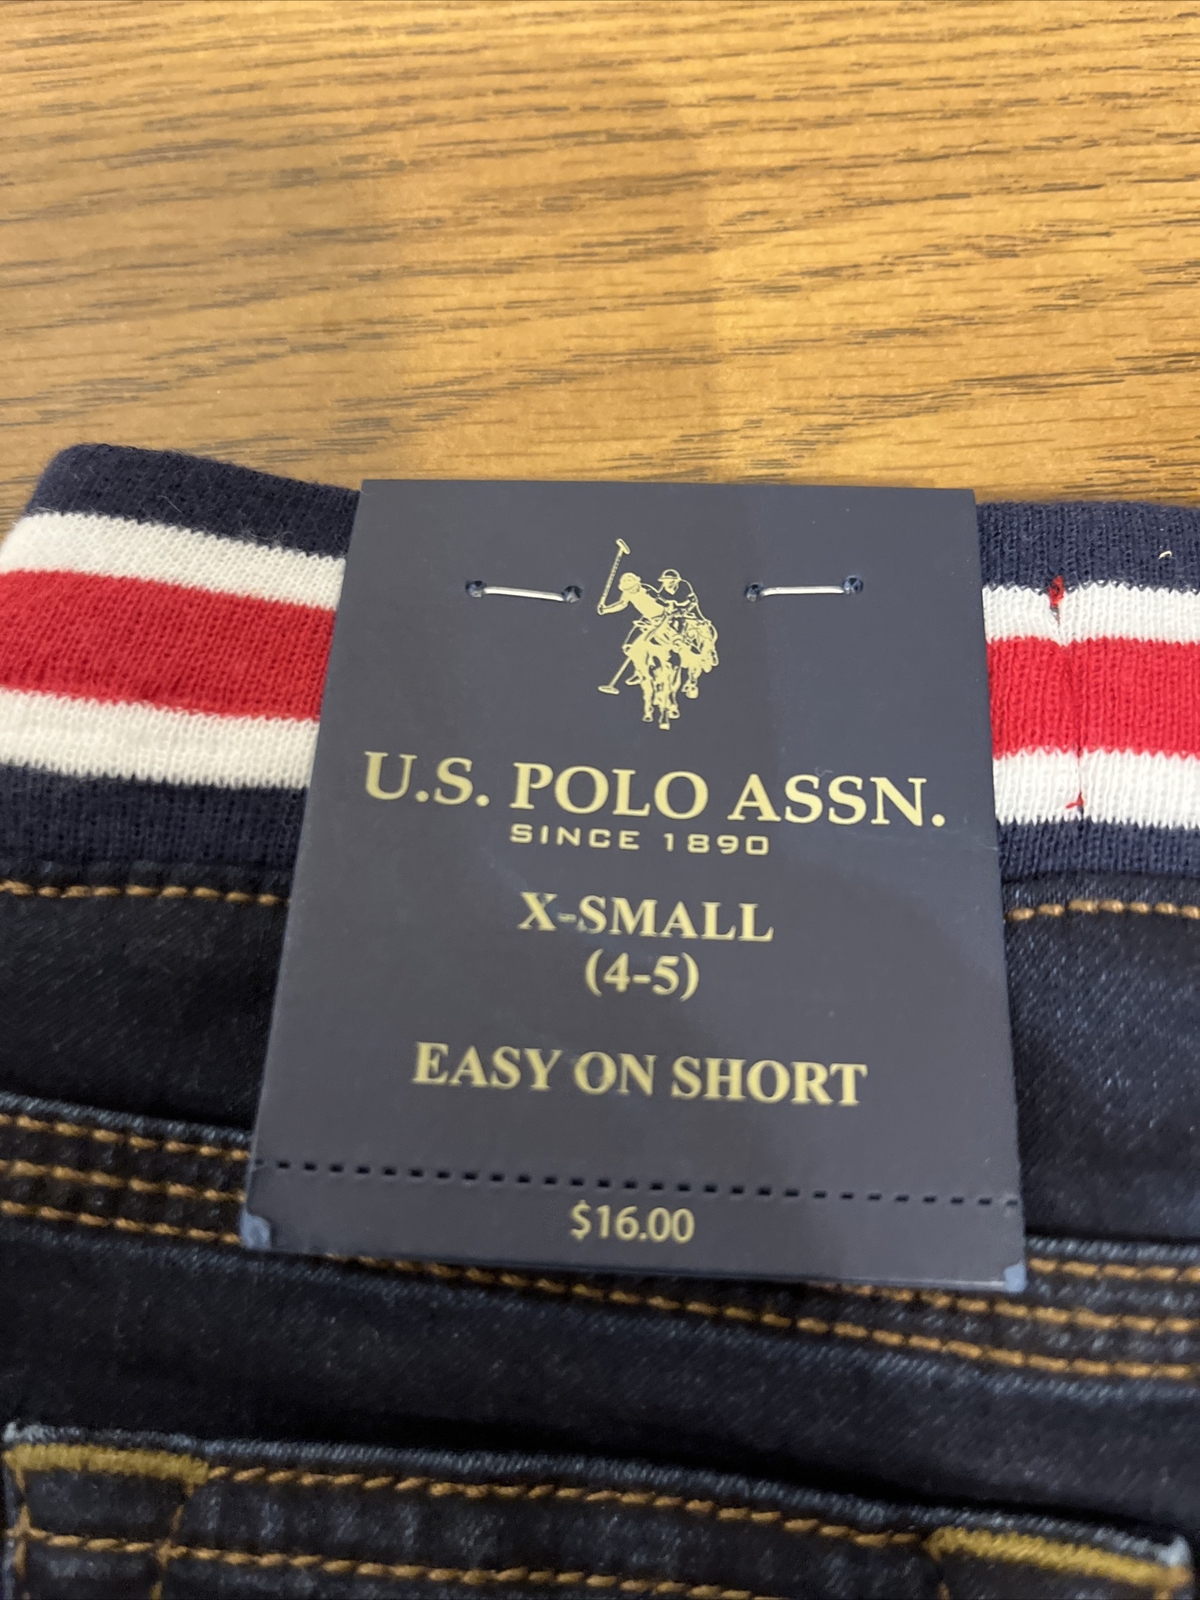 U.S. POLO ASSN.
SINCE 1890
X-SMALL
(4-5)
EASY ON SHORT
$16.00